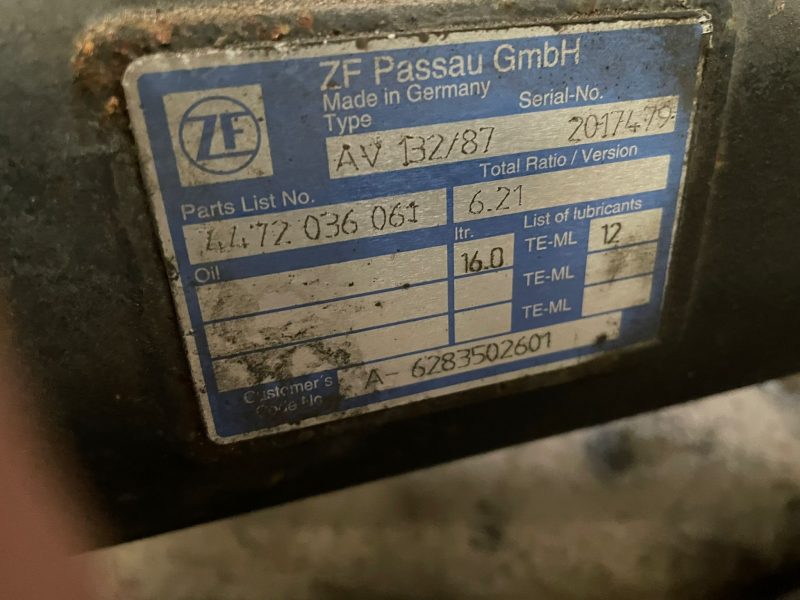 ZF Passau GmbH
Made in Germany
Type
Serial-No.
ZF
AV 132/87
2017479
Total Ratio / Version
Parts List No.
6.21
4472 036 061
ltr.
List of lubricants
Oil
16.0
TE-ML
12
TE-ML
TE-ML
Customer's
Code No.
A- 6283502601